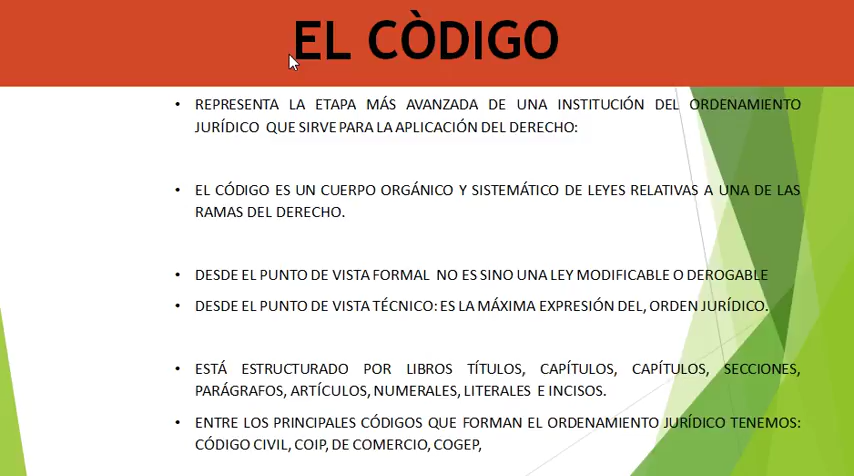 EL CÒDIGO
• REPRESENTA LA ETAPA MÁS AVANZADA DE UNA INSTITUCIÓN DEL ORDENAMIENTO
JURÍDICO QUE SIRVE PARA LA APLICACIÓN DEL DERECHO:
• EL CÓDIGO ES UN CUERPO ORGÁNICO Y SISTEMÁTICO DE LEYES RELATIVAS A UNA DE LAS
RAMAS DEL DERECHO.
• DESDE EL PUNTO DE VISTA FORMAL NO ES SINO UNA LEY MODIFICABLE O DEROGABLE
• DESDE EL PUNTO DE VISTA TÉCNICO: ES LA MÁXIMA EXPRESIÓN DEL, ORDEN JURÍDICO.
• ESTÁ ESTRUCTURADO POR LIBROS TÍTULOS, CAPÍTULOS, CAPÍTULOS, SECCIONES,
PARÁGRAFOS, ARTÍCULOS, NUMERALES, LITERALES E INCISOS.
• ENTRE LOS PRINCIPALES CÓDIGOS QUE FORMAN EL ORDENAMIENTO JURÍDICO TENEMOS:
CÓDIGO CIVIL, COIP, DE COMERCIO, COGEP,